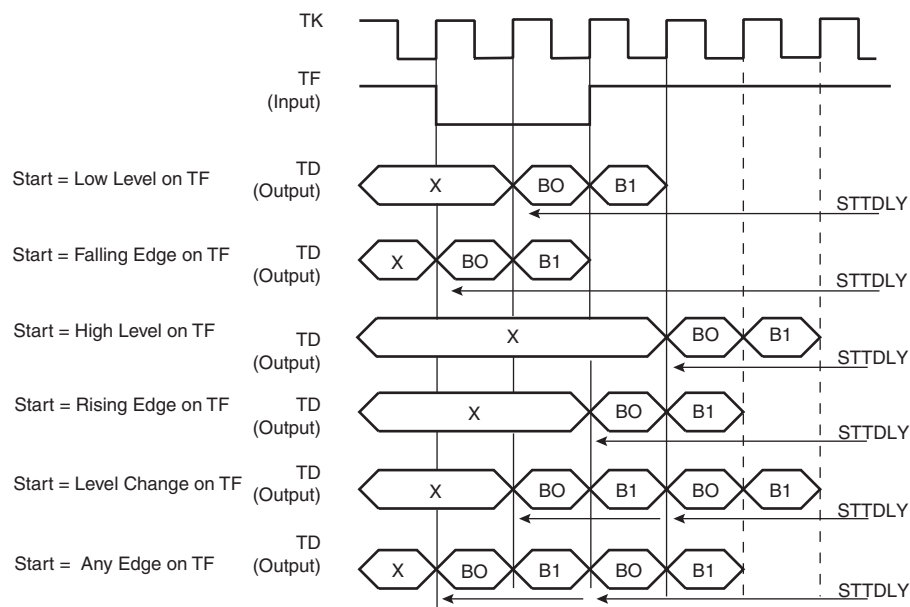 TK
TF
(Input)
Start = Low Level on TF
TD
(Output)
X
BO
B1
STTDLY
Start = Falling Edge on TF
TD
(Output)
X
BO
B1
STTDLY
Start = High Level on TF
TD
(Output)
X
BO
B1
STTDLY
Start = Rising Edge on TF
TD
(Output)
X
BO
B1
STTDLY
Start = Level Change on TF
TD
(Output)
X
BO
B1
BO
B1
STTDLY
Start = Any Edge on TF
TD
(Output)
X
BO
B1
BO
B1
STTDLY